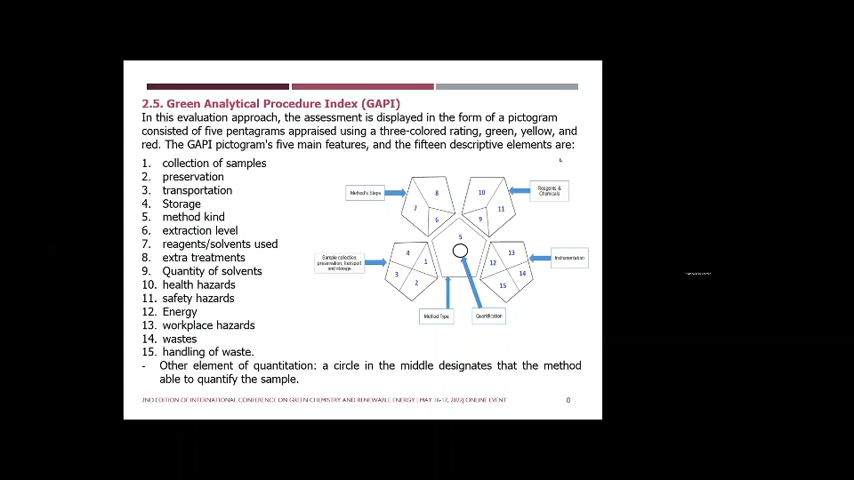 2.5. Green Analytical Procedure Index (GAPI)
In this evaluation approach, the assessment is displayed in the form of a pictogram
consisted of five pentagrams appraised using a three-colored rating, green, yellow, and
red. The GAPI pictogram's five main features, and the fifteen descriptive elements are:
1. collection of samples
2. preservation
3. transportation
4. Storage
5. method kind
6. extraction level
7. reagents/solvents used
8. extra treatments
9. Quantity of solvents
10. health hazards
11. safety hazards
12. Energy
13. workplace hazards
14. wastes
15. handling of waste.
- Other element of quantitation: a circle in the middle designates that the method
able to quantify the sample.
Method's Steps
8
7
6
10
11
9
Reagents &
Chemicals
5
Sample collection,
preservation, transport
and storage
4
1
3
2
13
12
14
15
Instrumentation
Method Type
Quantification
2ND EDITION OF INTERNATIONAL CONFERENCE ON GREEN CHEMISTRY AND RENEWABLE ENERGY | MAY 16-17, 2022| ONLINE EVENT
8